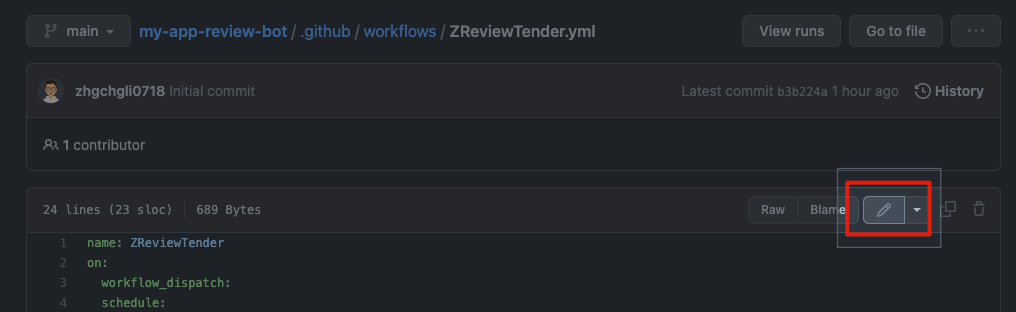 main my-app-review-bot / .github / workflows / ZReviewTender.yml View runs Go to file ...
zhgchgli0718 Initial commit Latest commit b3b224a 1 hour ago History
1 contributor
24 lines (23 sloc) 689 Bytes Raw Blame
1 name: ZReviewTender
2 on:
3 workflow_dispatch:
4 schedule: